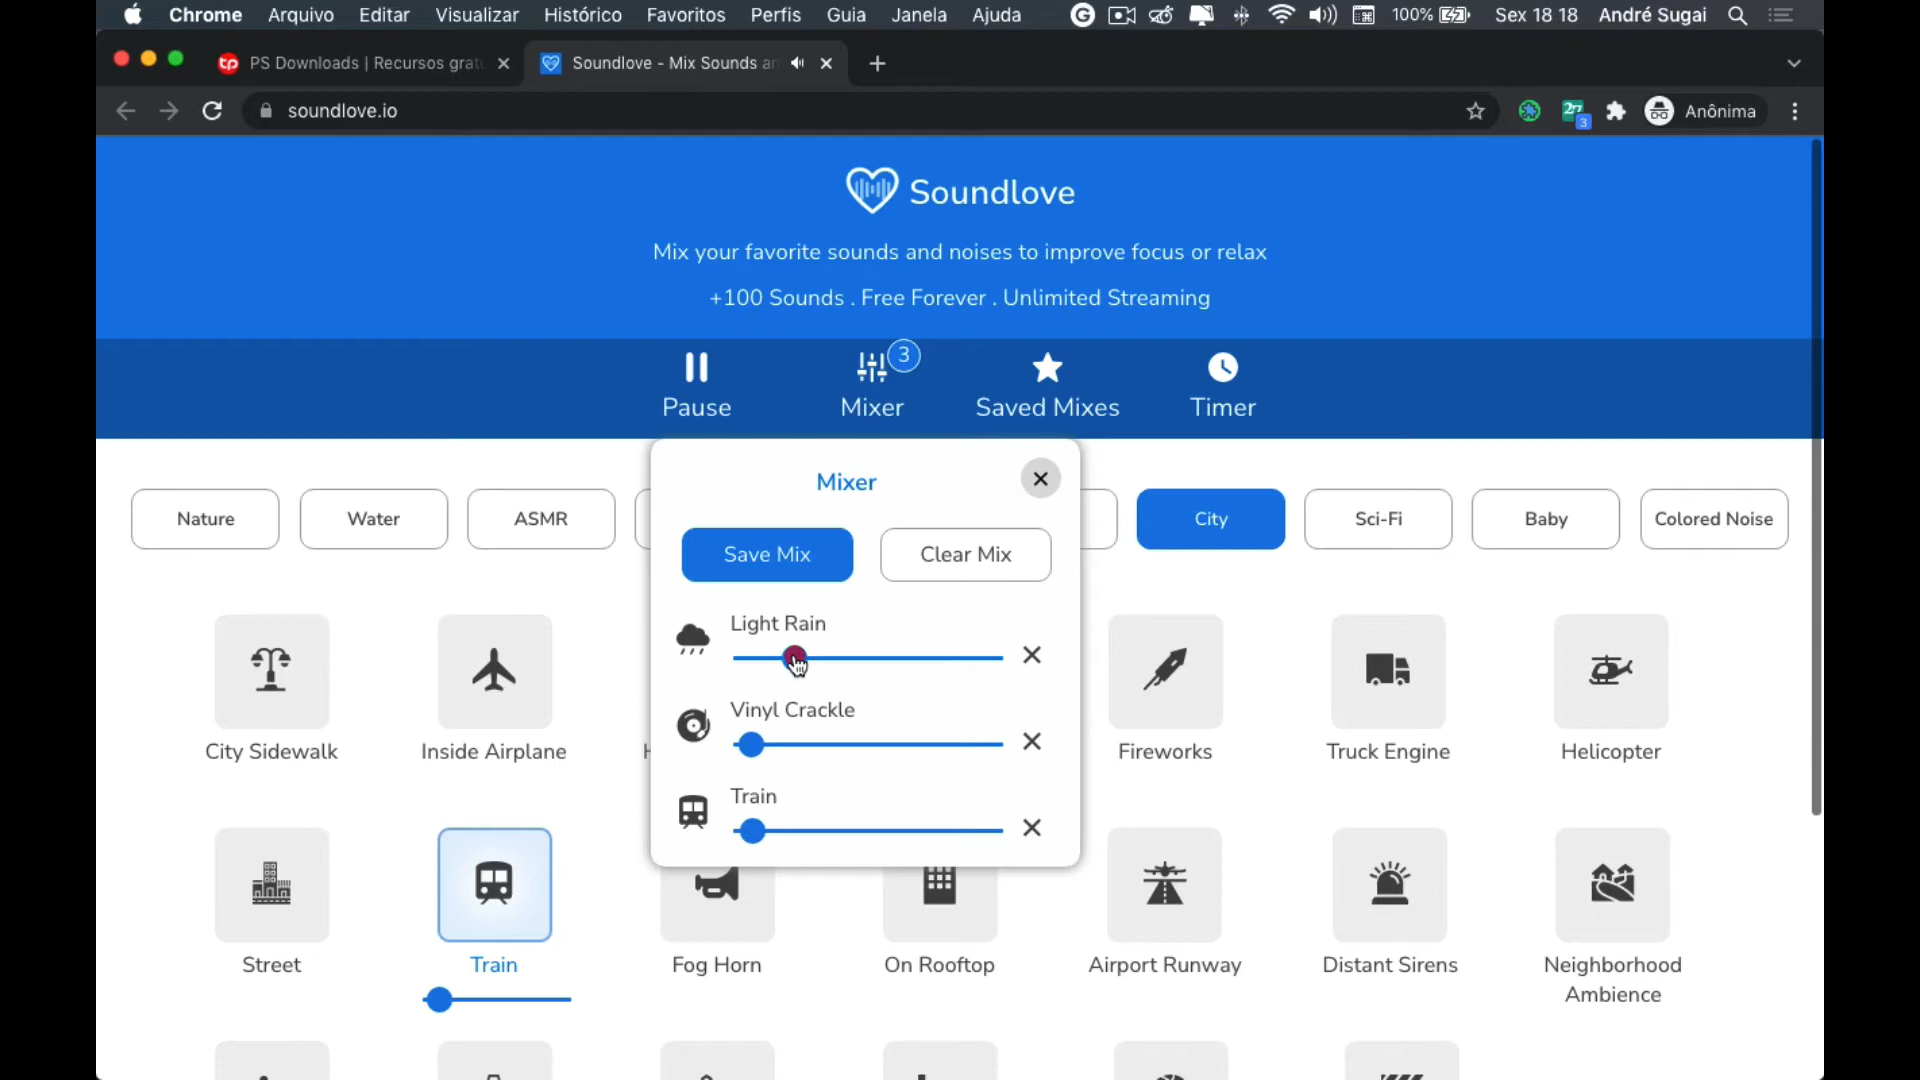 Chrome Arquivo Editar Visualizar Histórico Favoritos Perfis Guia Janela Ajuda 100% Sex 18 18 André Sugai
tp PS Downloads | Recursos grat Soundlove - Mix Sounds an
soundlove.io 3 Anônima
Soundlove
Mix your favorite sounds and noises to improve focus or relax
+100 Sounds . Free Forever . Unlimited Streaming
3
Pause Mixer Saved Mixes Timer
Mixer
Nature Water ASMR City Sci-Fi Baby Colored Noise
Save Mix Clear Mix
Light Rain
Vinyl Crackle
City Sidewalk Inside Airplane Fireworks Truck Engine Helicopter
Train
Street Train Fog Horn On Rooftop Airport Runway Distant Sirens Neighborhood
Ambience